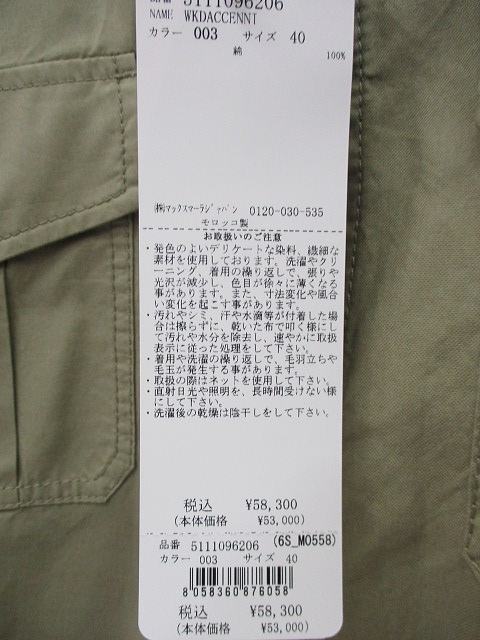 品番 5111096206
NAME WKDACCENNT
カラー 003 サイズ 40
綿
100%
㈱マックスマーラジャパン 0120-030-535
モロッコ製
お取扱いのご注意
・発色のよいデリケートな染料、繊細な
素材を使用しております。洗濯やクリ
ーニング、着用の繰り返しで、張りや
光沢が減少し、色目が徐々に薄くなる
事があります。また、寸法変化や風合
い変化を起こす事があります。
・汚れやシミ、汗や水滴等が付着した場
合は擦らずに、乾いた布で叩く様にし
て汚れや水分を除去し、速やかに取扱
表示に従った処理をして下さい。
・着用や洗濯の繰り返しで、毛羽立ちや
毛玉が発生する事があります。
・取扱の際はネットを使用して下さい。
・直射日光や照明を、長時間受けない様
にして下さい。
・洗濯後の乾燥は陰干しをして下さい。
税込 ¥58,300
(本体価格 ¥53,000)
品番 5111096206 (6S_M0558)
カラー 003 サイズ 40
8058360876058
税込 ¥58,300
(本体価格 ¥53,000)